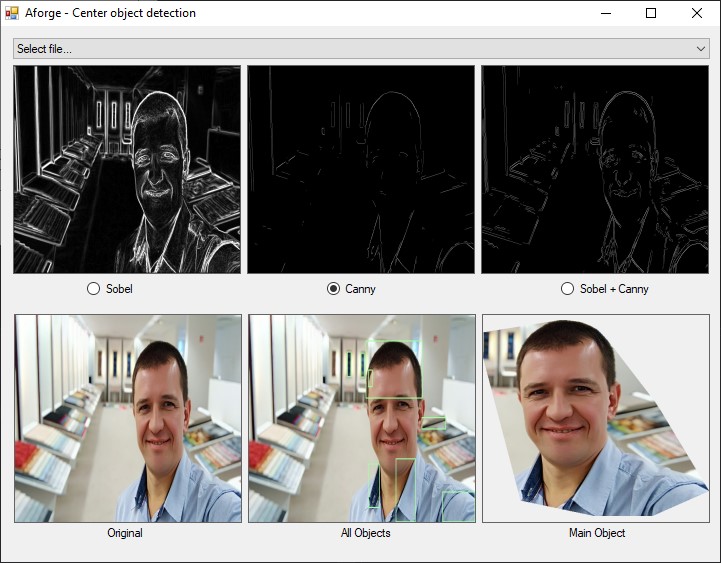 Aforge - Center object detection
Select file...
Sobel
Canny
Sobel + Canny
Original
All Objects
Main Object